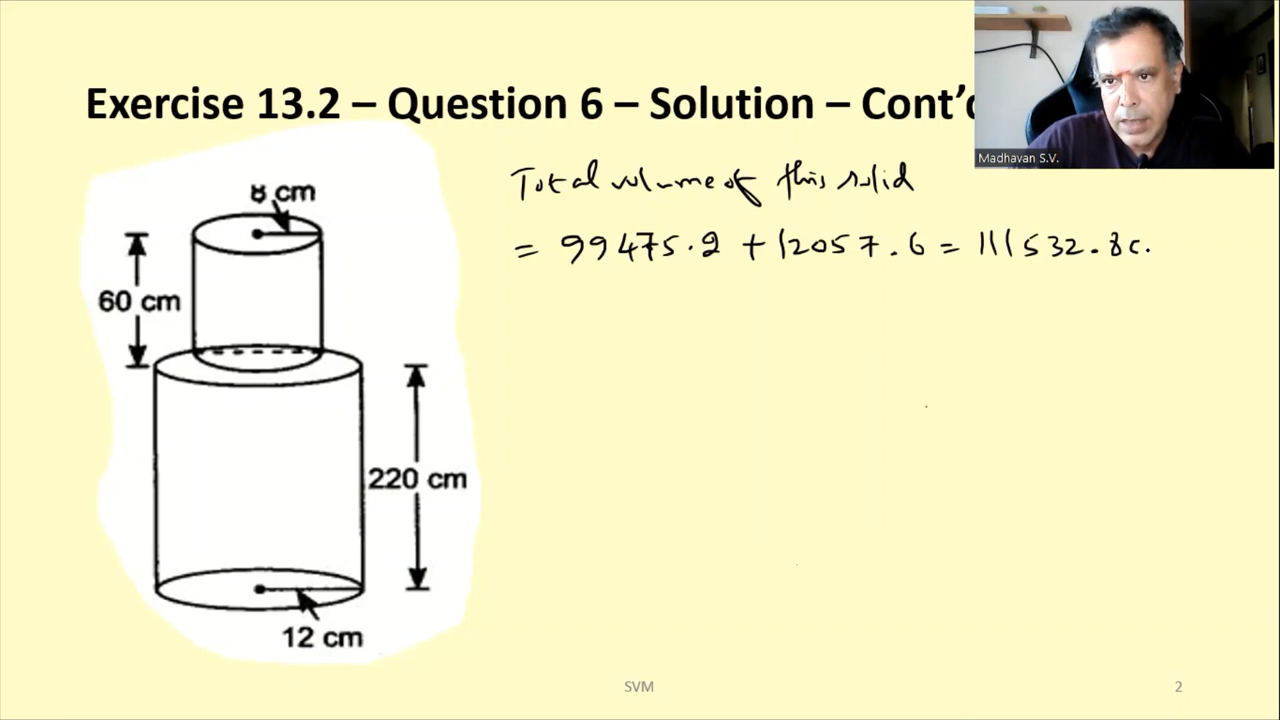 Exercise 13.2 – Question 6 – Solution – Cont’d
Madhavan S.V.
Total volume of this solid
= 99475.2 + 12057.6 = 111532.8 c.
8 cm
60 cm
220 cm
12 cm
SVM
2